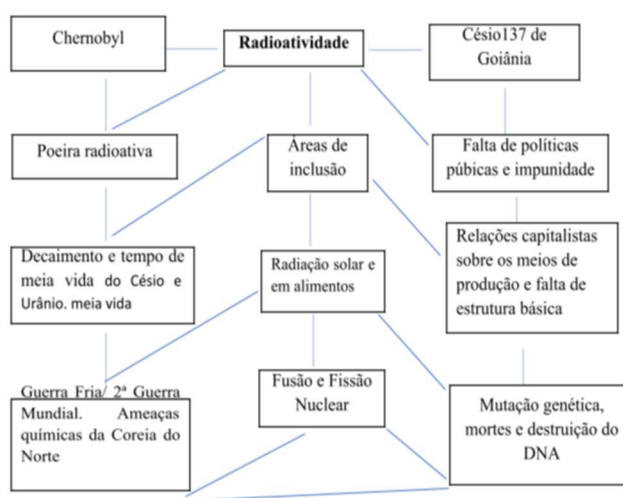 Chernobyl
Radioatividade
Césio137 de
Goiânia
Poeira radioativa
Áreas de
inclusão
Falta de políticas
púbicas e impunidade
Decaimento e tempo de
meia vida do Césio e
Urânio. meia vida
Radiação solar e
em alimentos
Relações capitalistas
sobre os meios de
produção e falta de
estrutura básica
Guerra Fria/ 2ª Guerra
Mundial. Ameaças
químicas da Coreia do
Norte
Fusão e Fissão
Nuclear
Mutação genética,
mortes e destruição do
DNA